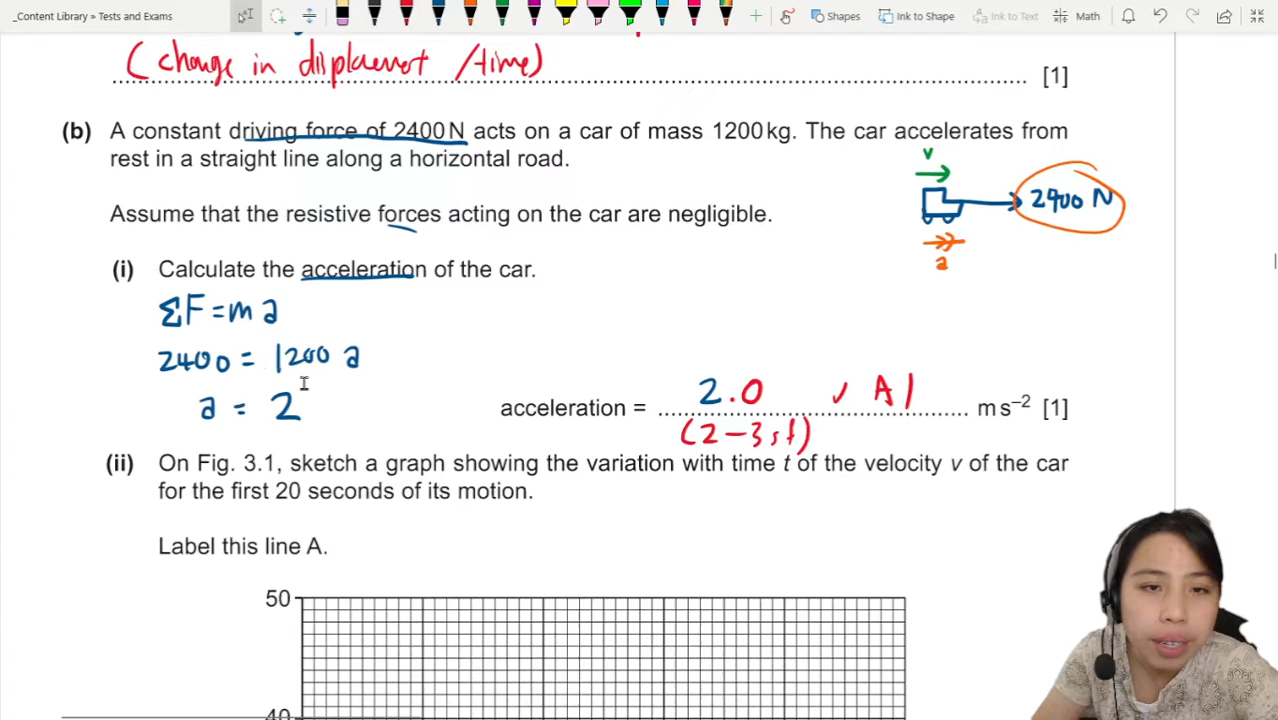 _Content Library » Tests and Exams
Shapes
Ink to Shape
Ink to Text
Math
(change in displacement /time)
[1]
(b) A constant driving force of 2400 N acts on a car of mass 1200 kg. The car accelerates from
rest in a straight line along a horizontal road.
v
2400 N
a
Assume that the resistive forces acting on the car are negligible.
(i) Calculate the acceleration of the car.
ΣF = ma
2400 = 1200 a
a = 2
acceleration = 2.0 ✓ A1 m s⁻² [1]
(2-3 sf)
(ii) On Fig. 3.1, sketch a graph showing the variation with time t of the velocity v of the car
for the first 20 seconds of its motion.
Label this line A.
50
40